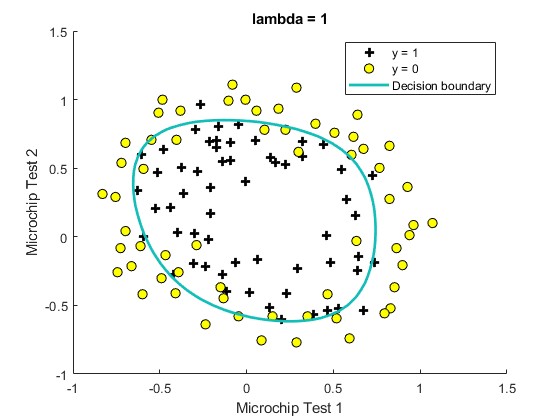 lambda = 1
1.5
1
0.5
0
-0.5
-1
-1
-0.5
0
0.5
1
1.5
Microchip Test 2
Microchip Test 1
y = 1
y = 0
Decision boundary